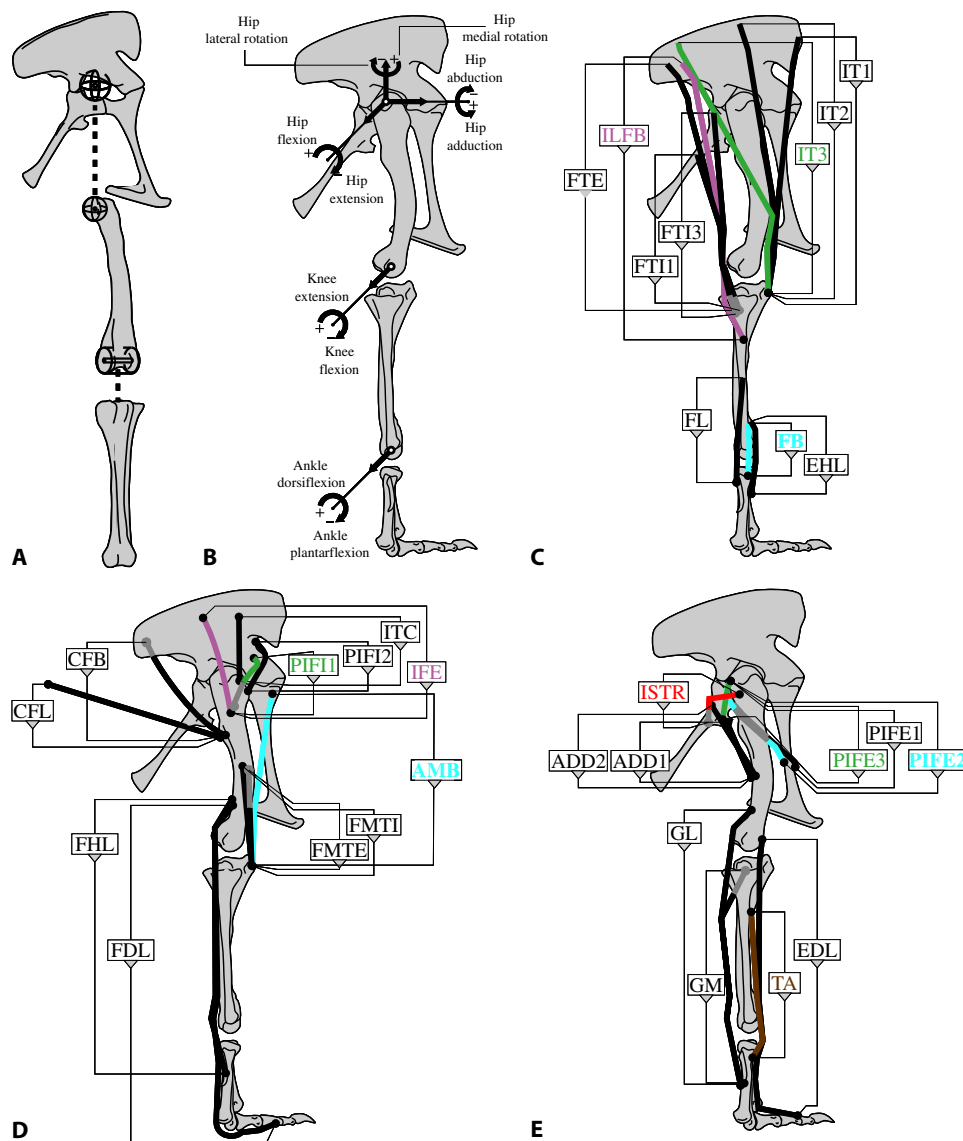 Hip
lateral rotation
Hip
medial rotation
− +
Hip
abduction
−
+
Hip
adduction
Hip
flexion
+
−
Hip
extension
Knee
extension
+
−
Knee
flexion
Ankle
dorsiflexion
+
−
Ankle
plantarflexion
A
B
IT1
IT2
IT3
ILFB
FTE
FTI3
FTI1
FL
FB
EHL
C
ITC
PIFI2
CFB
PIFI1
IFE
CFL
AMB
FMTI
FMTE
FHL
FDL
D
ISTR
PIFE1
ADD2
ADD1
PIFE3
PIFE2
GL
EDL
GM
TA
E